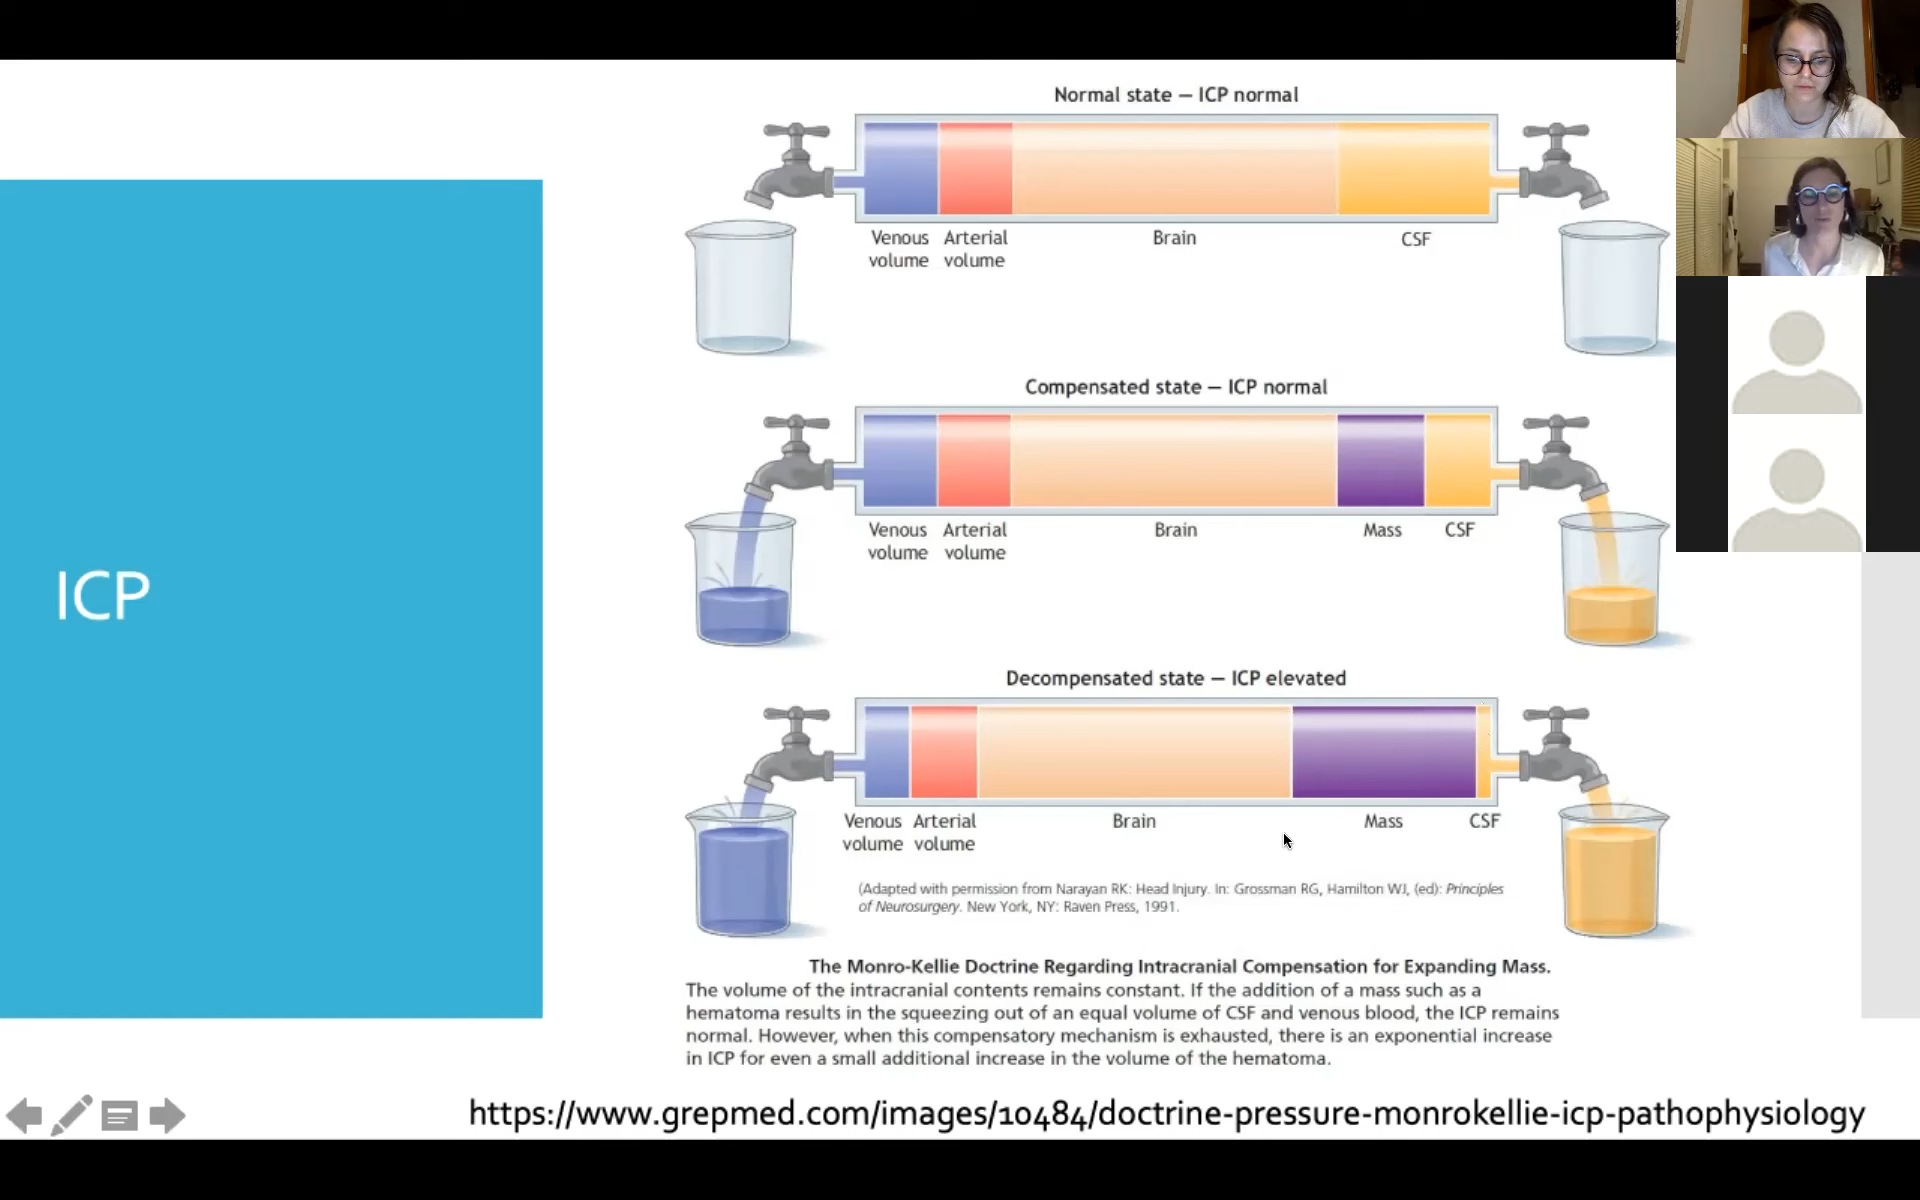 ICP
Normal state – ICP normal
Venous volume
Arterial volume
Brain
CSF
Compensated state – ICP normal
Venous volume
Arterial volume
Brain
Mass
CSF
Decompensated state – ICP elevated
Venous volume
Arterial volume
Brain
Mass
CSF
(Adapted with permission from Narayan RK: Head Injury. In: Grossman RG, Hamilton WJ, (ed): Principles
of Neurosurgery. New York, NY: Raven Press, 1991.
The Monro-Kellie Doctrine Regarding Intracranial Compensation for Expanding Mass.
The volume of the intracranial contents remains constant. If the addition of a mass such as a
hematoma results in the squeezing out of an equal volume of CSF and venous blood, the ICP remains
normal. However, when this compensatory mechanism is exhausted, there is an exponential increase
in ICP for even a small additional increase in the volume of the hematoma.
https://www.grepmed.com/images/10484/doctrine-pressure-monrokellie-icp-pathophysiology